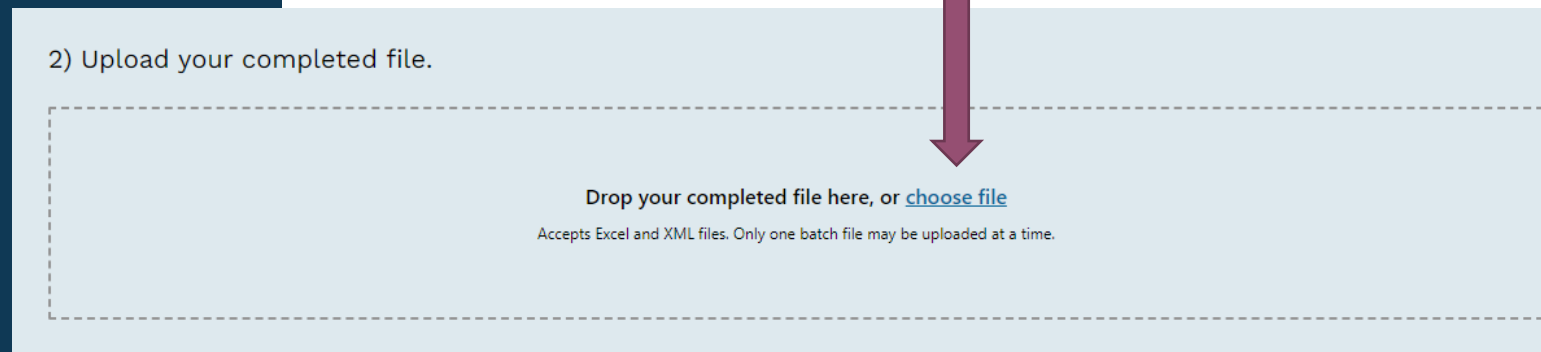 2) Upload your completed file.
Drop your completed file here, or choose file
Accepts Excel and XML files. Only one batch file may be uploaded at a time.